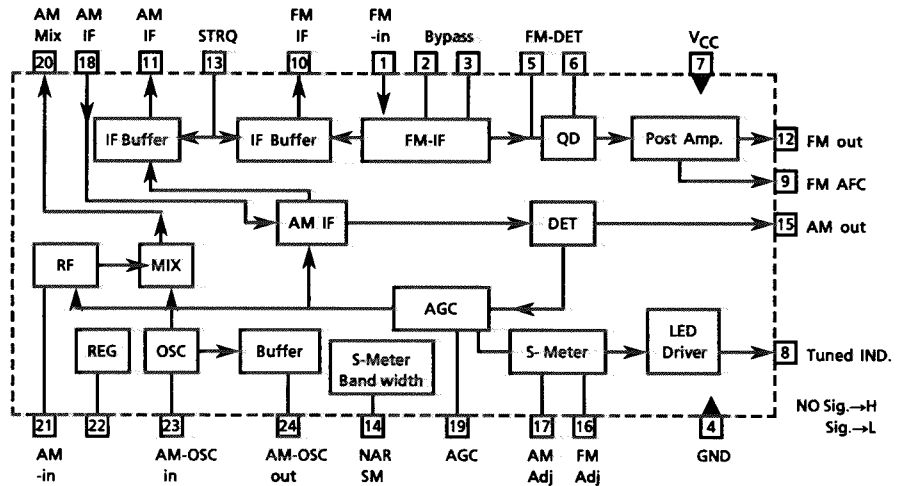 AM AM AM FM FM
Mix IF IF STRQ IF -in Bypass FM-DET VCC
20 18 11 13 10 1 2 3 5 6 7
IF Buffer IF Buffer FM-IF QD Post Amp. 12 FM out
9 FM AFC
AM IF DET 15 AM out
RF MIX
AGC
REG OSC Buffer S-Meter Band width S- Meter LED Driver 8 Tuned IND.
NO Sig.→H
21 22 23 24 14 19 17 16 4 Sig.→L
AM AM-OSC AM-OSC NAR AGC AM FM GND
-in in out SM Adj Adj